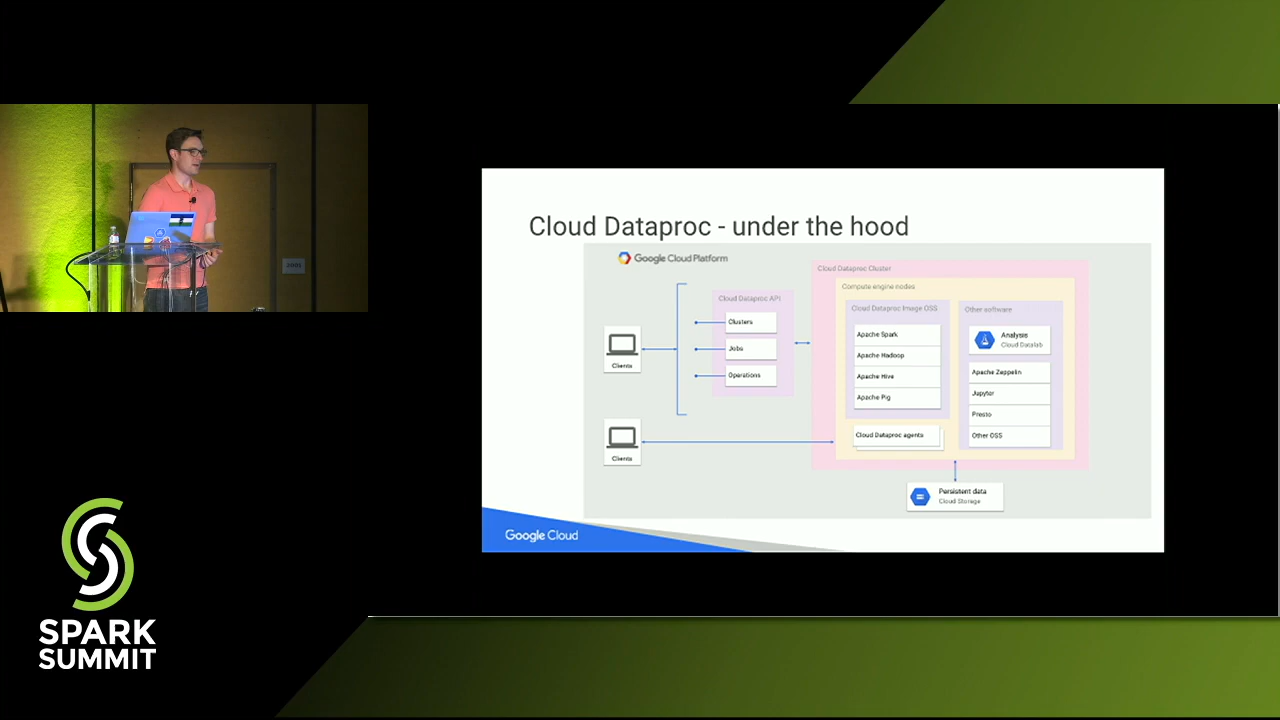 Cloud Dataproc - under the hood
Google Cloud Platform
Cloud Dataproc API
Clusters
Jobs
Operations
Clients
Clients
Cloud Dataproc Cluster
Compute engine nodes
Cloud Dataproc Image OSS
Apache Spark
Apache Hadoop
Apache Hive
Apache Pig
Cloud Dataproc agents
Other software
Analysis
Cloud Datalab
Apache Zeppelin
Jupyter
Presto
Other OSS
Persistent data
Cloud Storage
Google Cloud
SPARK
SUMMIT